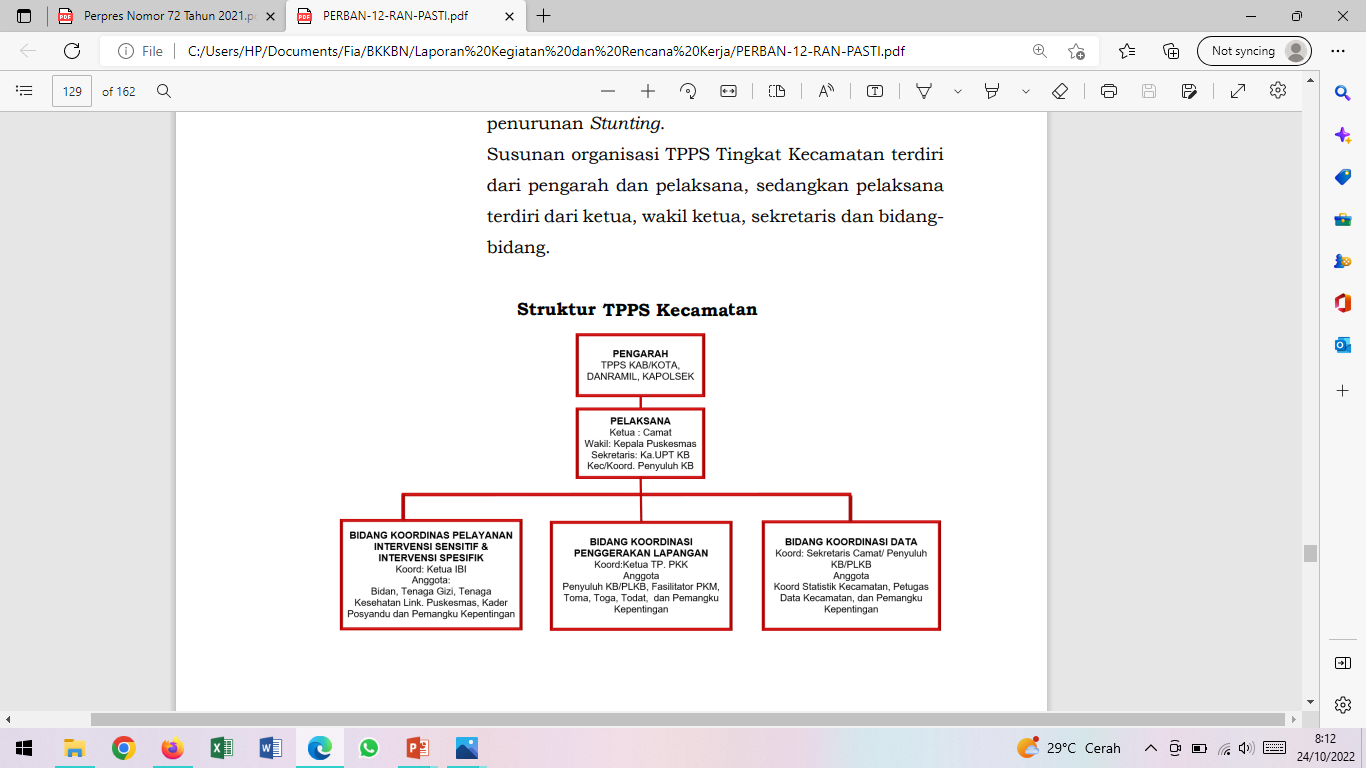 Perpres Nomor 72 Tahun 2021.p
PERBAN-12-RAN-PASTI.pdf
File
C:/Users/HP/Documents/Fia/BKKBN/Laporan%20Kegiatan%20dan%20Rencana%20Kerja/PERBAN-12-RAN-PASTI.pdf
Not syncing
129 of 162
penurunan Stunting.
Susunan organisasi TPPS Tingkat Kecamatan terdiri
dari pengarah dan pelaksana, sedangkan pelaksana
terdiri dari ketua, wakil ketua, sekretaris dan bidang-
bidang.
Struktur TPPS Kecamatan
PENGARAH
TPPS KAB/KOTA,
DANRAMIL, KAPOLSEK
PELAKSANA
Ketua : Camat
Wakil: Kepala Puskesmas
Sekretaris: Ka.UPT KB
Kec/Koord. Penyuluh KB
BIDANG KOORDINAS PELAYANAN
INTERVENSI SENSITIF &
INTERVENSI SPESIFIK
Koord: Ketua IBI
Anggota:
Bidan, Tenaga Gizi, Tenaga
Kesehatan Link. Puskesmas, Kader
Posyandu dan Pemangku Kepentingan
BIDANG KOORDINASI
PENGGERAKAN LAPANGAN
Koord:Ketua TP. PKK
Anggota
Penyuluh KB/PLKB, Fasilitator PKM,
Toma, Toga, Todat, dan Pemangku
Kepentingan
BIDANG KOORDINASI DATA
Koord: Sekretaris Camat/ Penyuluh
KB/PLKB
Anggota
Koord Statistik Kecamatan, Petugas
Data Kecamatan, dan Pemangku
Kepentingan
29°C Cerah
8:12
24/10/2022